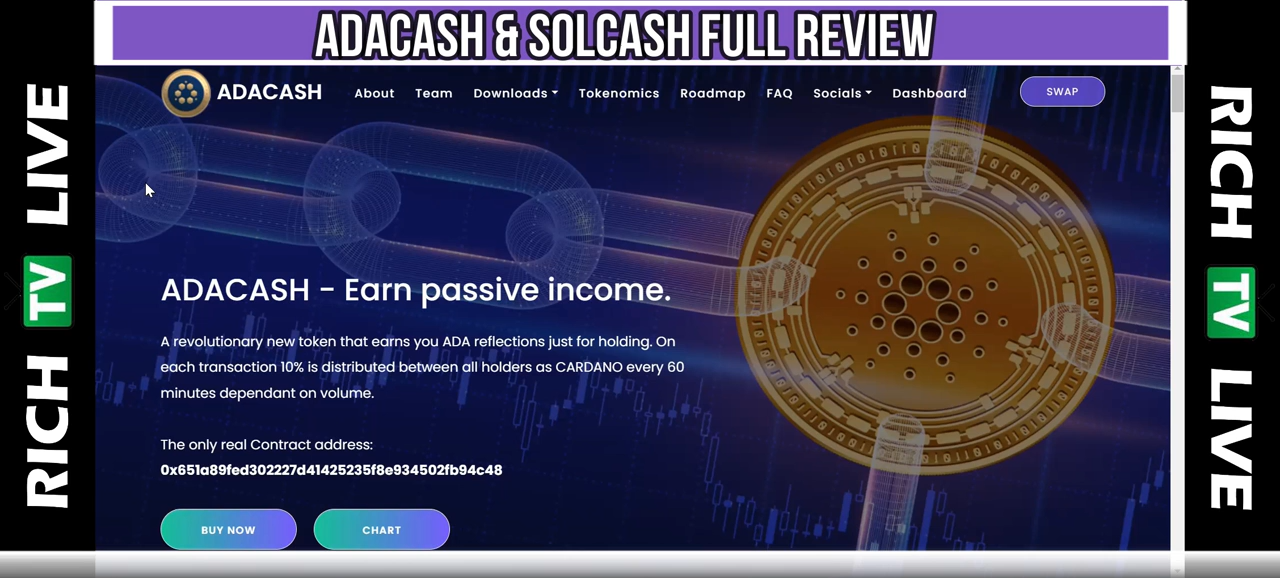 ADACASH & SOLCASH FULL REVIEW
RICH TV LIVE
ADACASH
About Team Downloads Tokenomics Roadmap FAQ Socials Dashboard
SWAP
ADACASH - Earn passive income.
A revolutionary new token that earns you ADA reflections just for holding. On
each transaction 10% is distributed between all holders as CARDANO every 60
minutes dependant on volume.
The only real Contract address:
0x651a89fed302227d41425235f8e934502fb94c48
BUY NOW
CHART
RICH TV LIVE